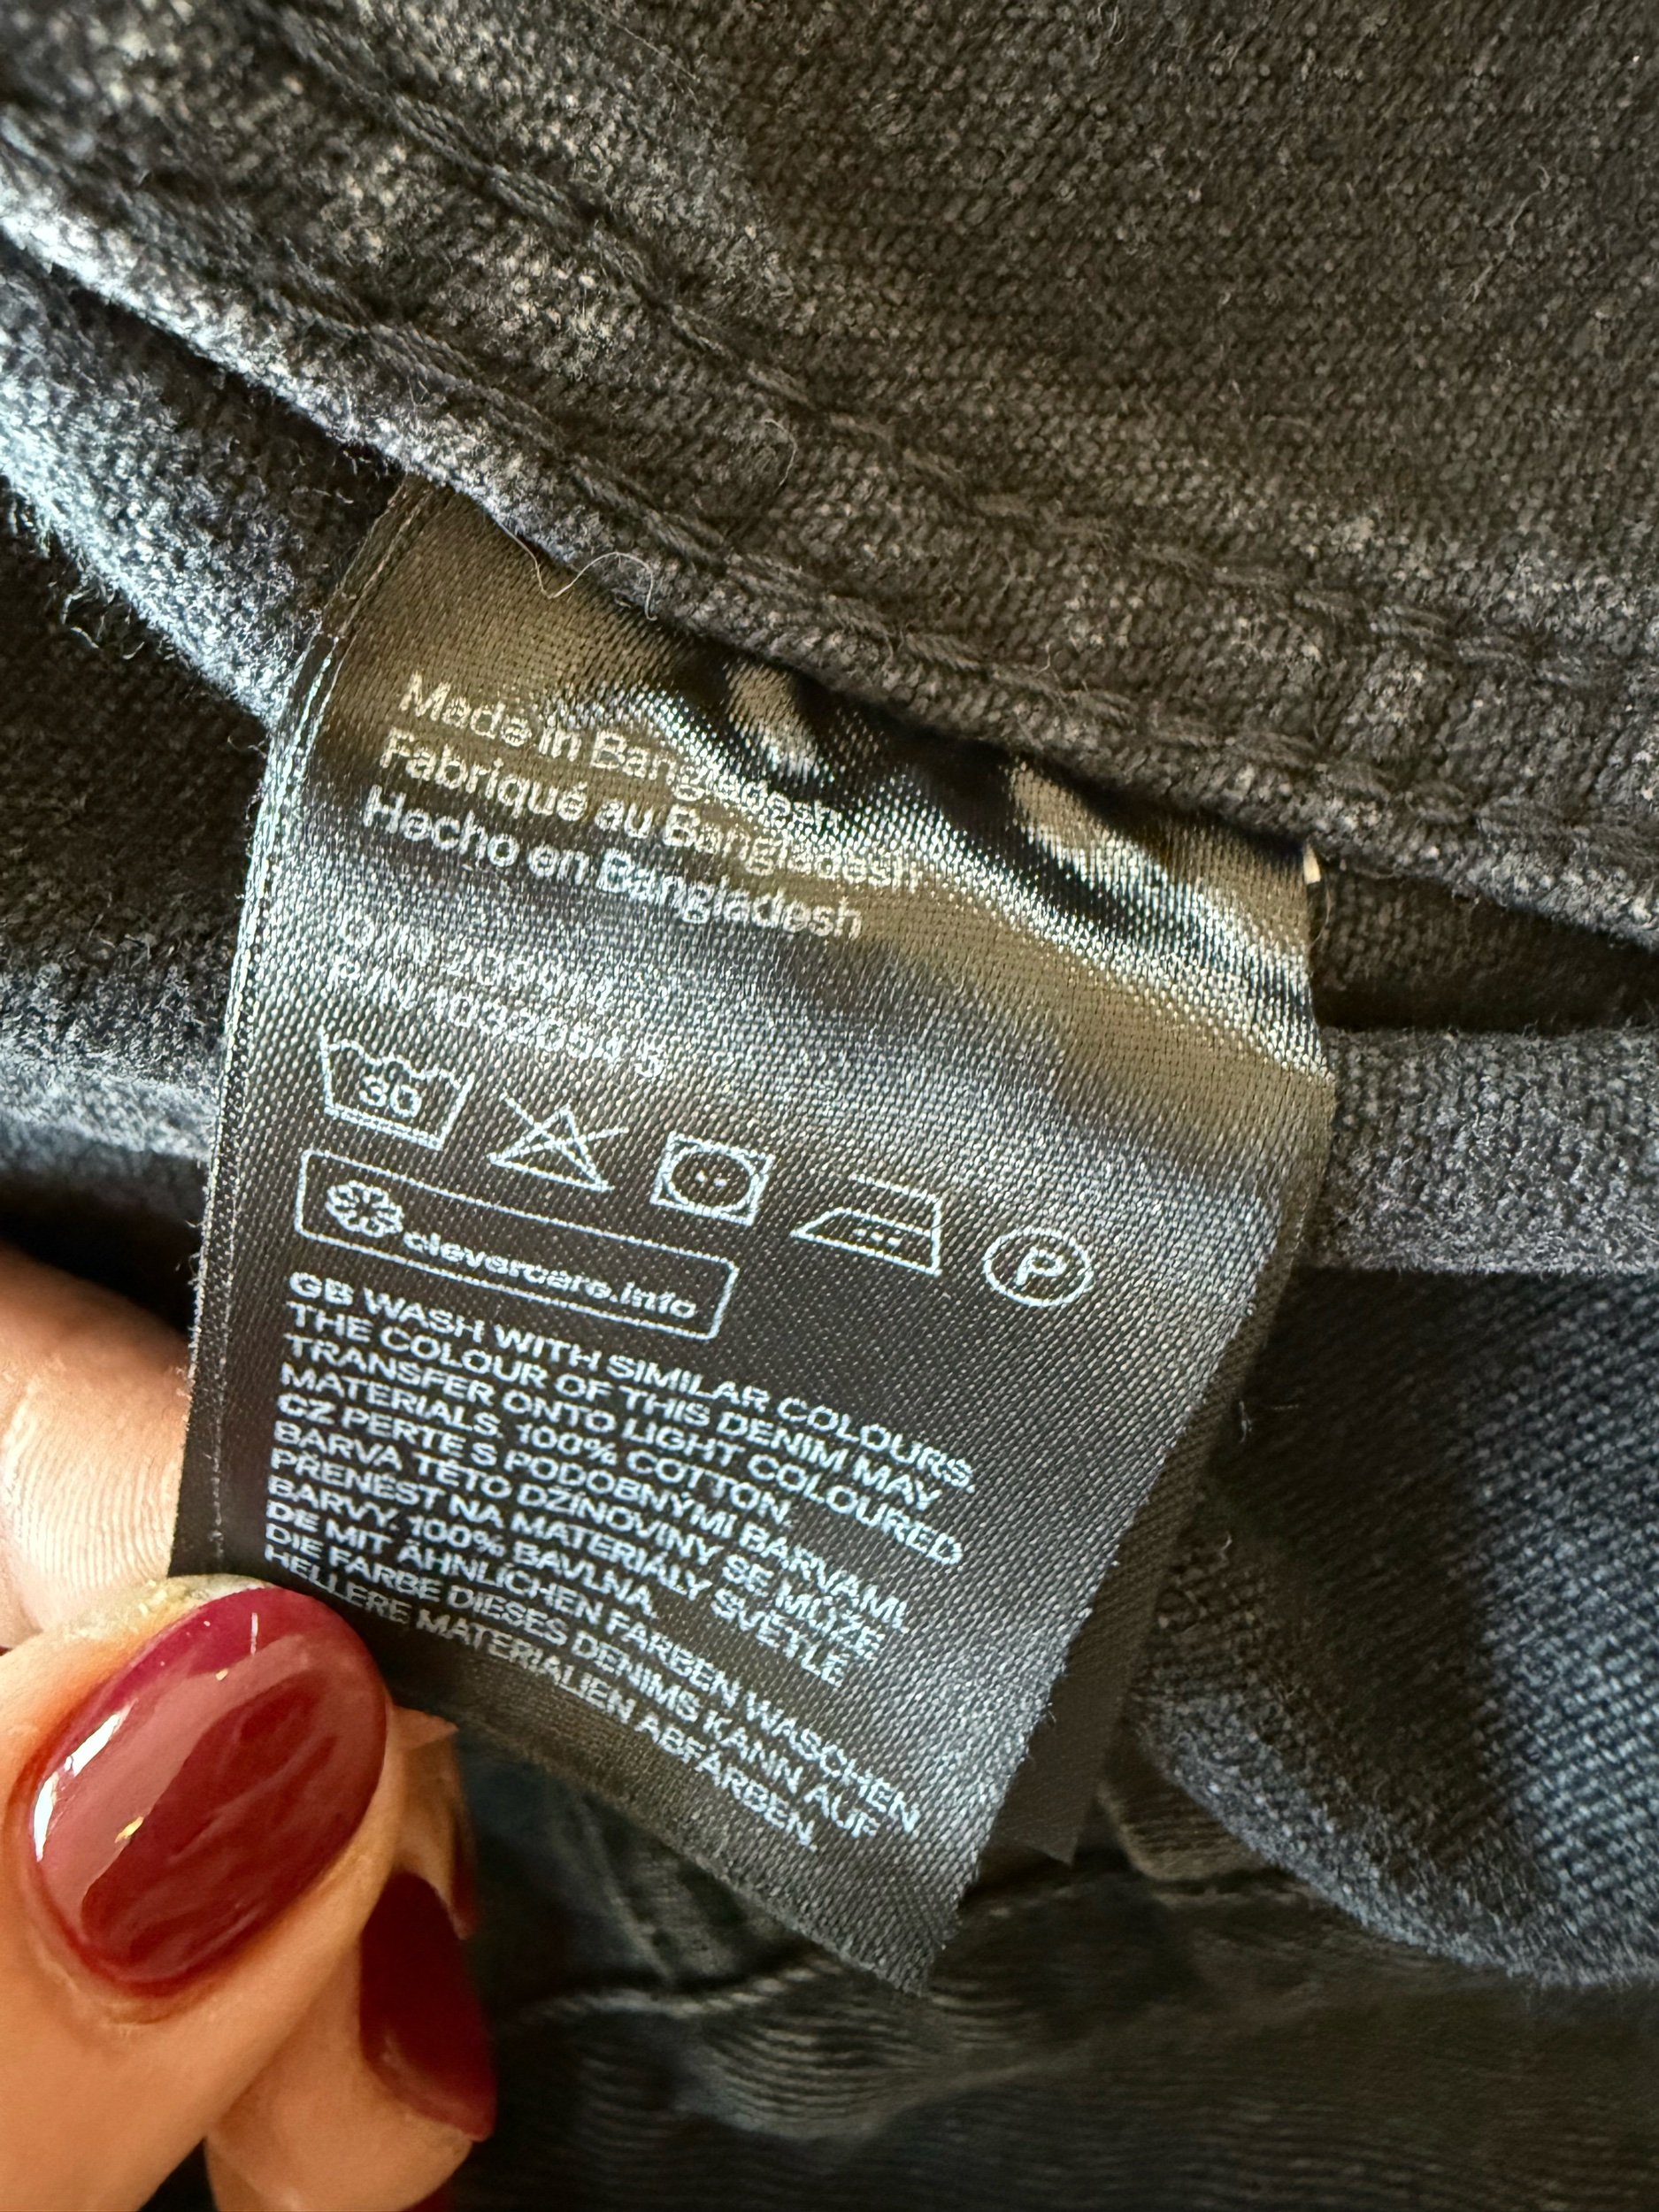 Made in Bangladesh
Fabriqué au Bangladesh
Hecho en Bangladesh
30
P
clevercare.info
GB WASH WITH SIMILAR COLOURS.
THE COLOUR OF THIS DENIM MAY
TRANSFER ONTO LIGHT COLOURED
MATERIALS. 100% COTTON.
CZ PERTE S PODOBNÝMI BARVAMI.
BARVA TÉTO DŽÍNOVINY SE MŮŽE
PŘENÉST NA MATERIÁLY SVĚTLÉ
BARVY. 100% BAVLNA.
DE MIT ÄHNLICHEN FARBEN WASCHEN.
DIE FARBE DIESES DENIMS KANN AUF
HELLERE MATERIALIEN ABFÄRBEN.